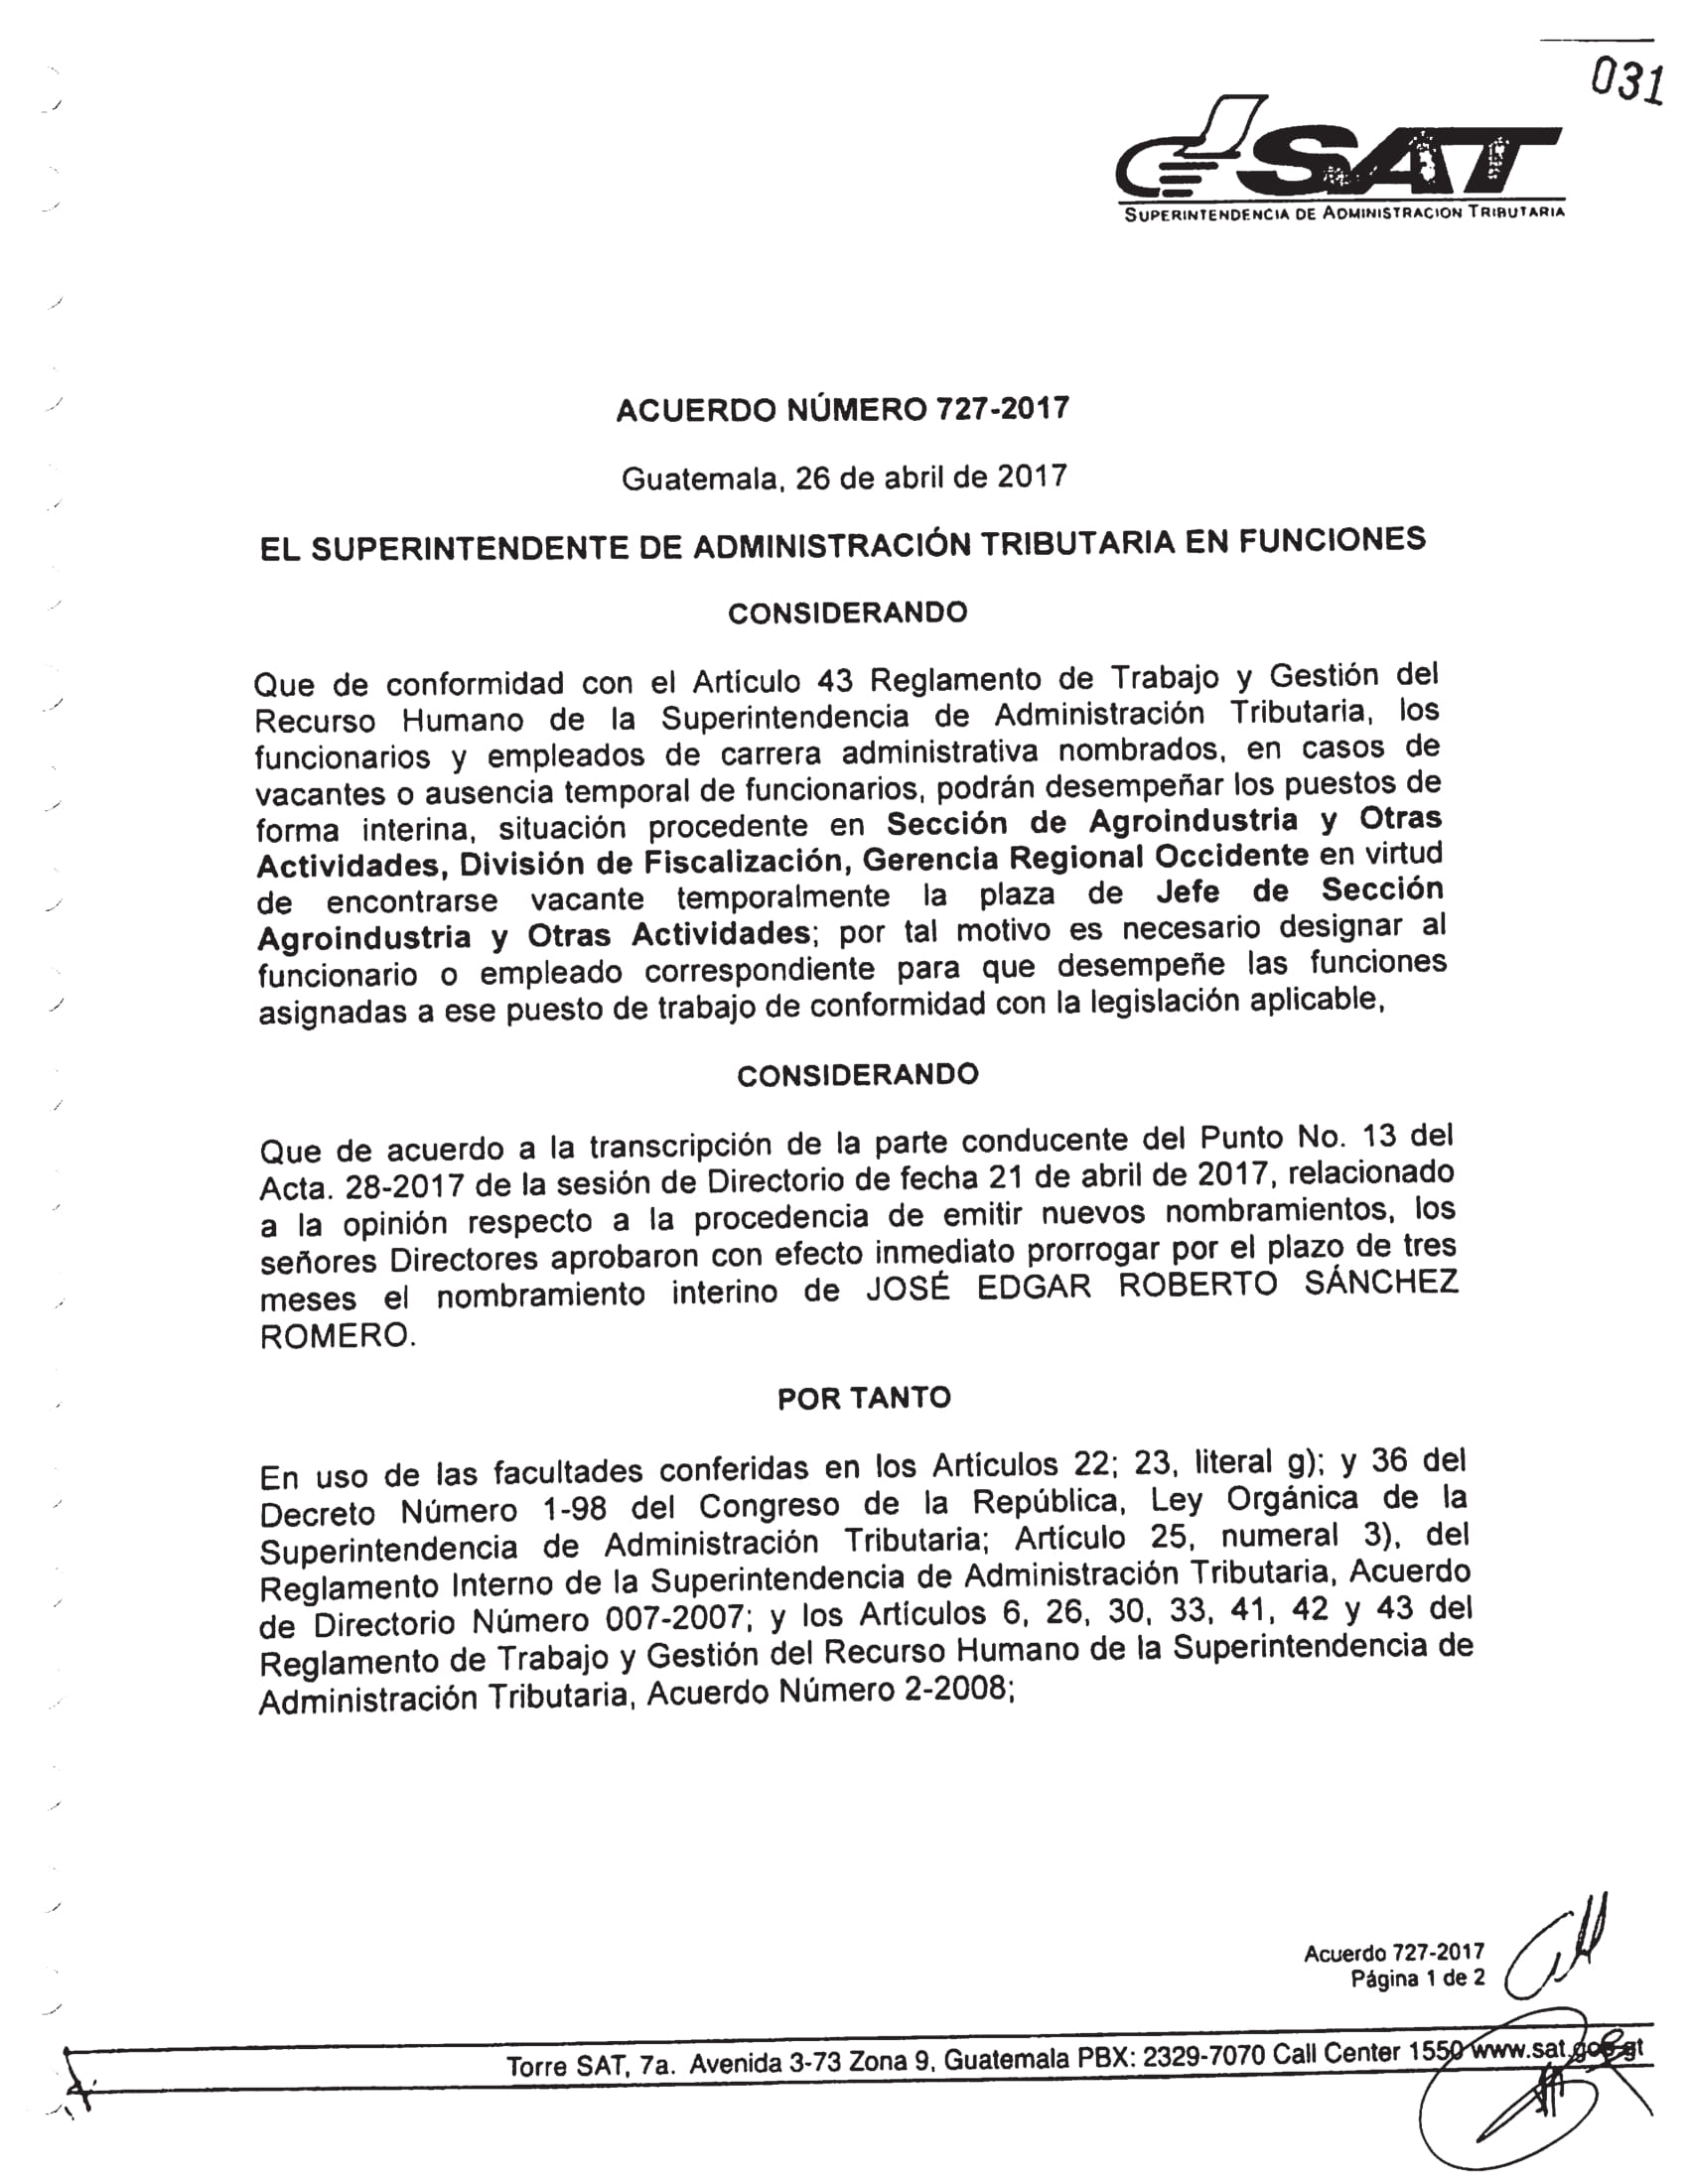 031
SAT
SUPERINTENDENCIA DE ADMINISTRACION TRIBUTARIA
ACUERDO NÚMERO 727-2017
Guatemala, 26 de abril de 2017
EL SUPERINTENDENTE DE ADMINISTRACIÓN TRIBUTARIA EN FUNCIONES
CONSIDERANDO
Que de conformidad con el Artículo 43 Reglamento de Trabajo y Gestión del
Recurso Humano de la Superintendencia de Administración Tributaria, los
funcionarios y empleados de carrera administrativa nombrados, en casos de
vacantes o ausencia temporal de funcionarios, podrán desempeñar los puestos de
forma interina, situación procedente en Sección de Agroindustria y Otras
Actividades, División de Fiscalización, Gerencia Regional Occidente en virtud
de encontrarse vacante temporalmente la plaza de Jefe de Sección
Agroindustria y Otras Actividades; por tal motivo es necesario designar al
funcionario o empleado correspondiente para que desempeñe las funciones
asignadas a ese puesto de trabajo de conformidad con la legislación aplicable,
CONSIDERANDO
Que de acuerdo a la transcripción de la parte conducente del Punto No. 13 del
Acta. 28-2017 de la sesión de Directorio de fecha 21 de abril de 2017, relacionado
a la opinión respecto a la procedencia de emitir nuevos nombramientos, los
señores Directores aprobaron con efecto inmediato prorrogar por el plazo de tres
meses el nombramiento interino de JOSÉ EDGAR ROBERTO SÁNCHEZ
ROMERO.
POR TANTO
En uso de las facultades conferidas en los Artículos 22; 23, literal g); y 36 del
Decreto Número 1-98 del Congreso de la República, Ley Orgánica de la
Superintendencia de Administración Tributaria; Artículo 25, numeral 3), del
Reglamento Interno de la Superintendencia de Administración Tributaria, Acuerdo
de Directorio Número 007-2007; y los Artículos 6, 26, 30, 33, 41, 42 y 43 del
Reglamento de Trabajo y Gestión del Recurso Humano de la Superintendencia de
Administración Tributaria, Acuerdo Número 2-2008;
Acuerdo 727-2017
Página 1 de 2
Torre SAT, 7a. Avenida 3-73 Zona 9, Guatemala PBX: 2329-7070 Call Center 1550 www.sat.gob.gt